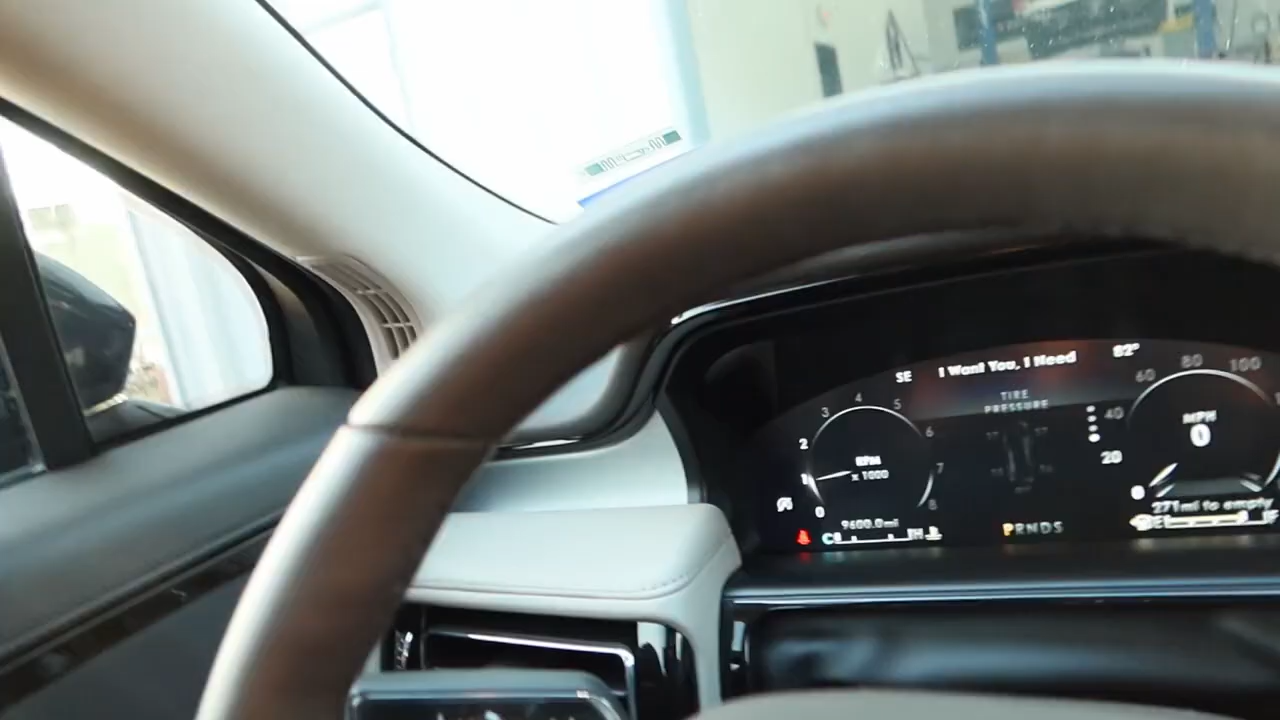 SE I Want You, I Need 82°
TIRE
PRESSURE
0 1 2 3 4 5 6 7 8
RPM
x 1000
0 20 40 60 80 100
MPH
0
9600.0mi
C H
PRNDS
271mi to empty
E F